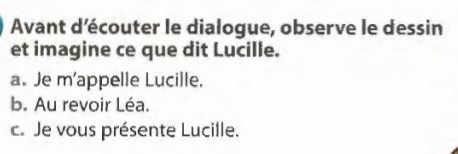 Avant d'écouter le dialogue, observe le dessin
et imagine ce que dit Lucille.
a. Je m'appelle Lucille.
b. Au revoir Léa.
c. Je vous présente Lucille.